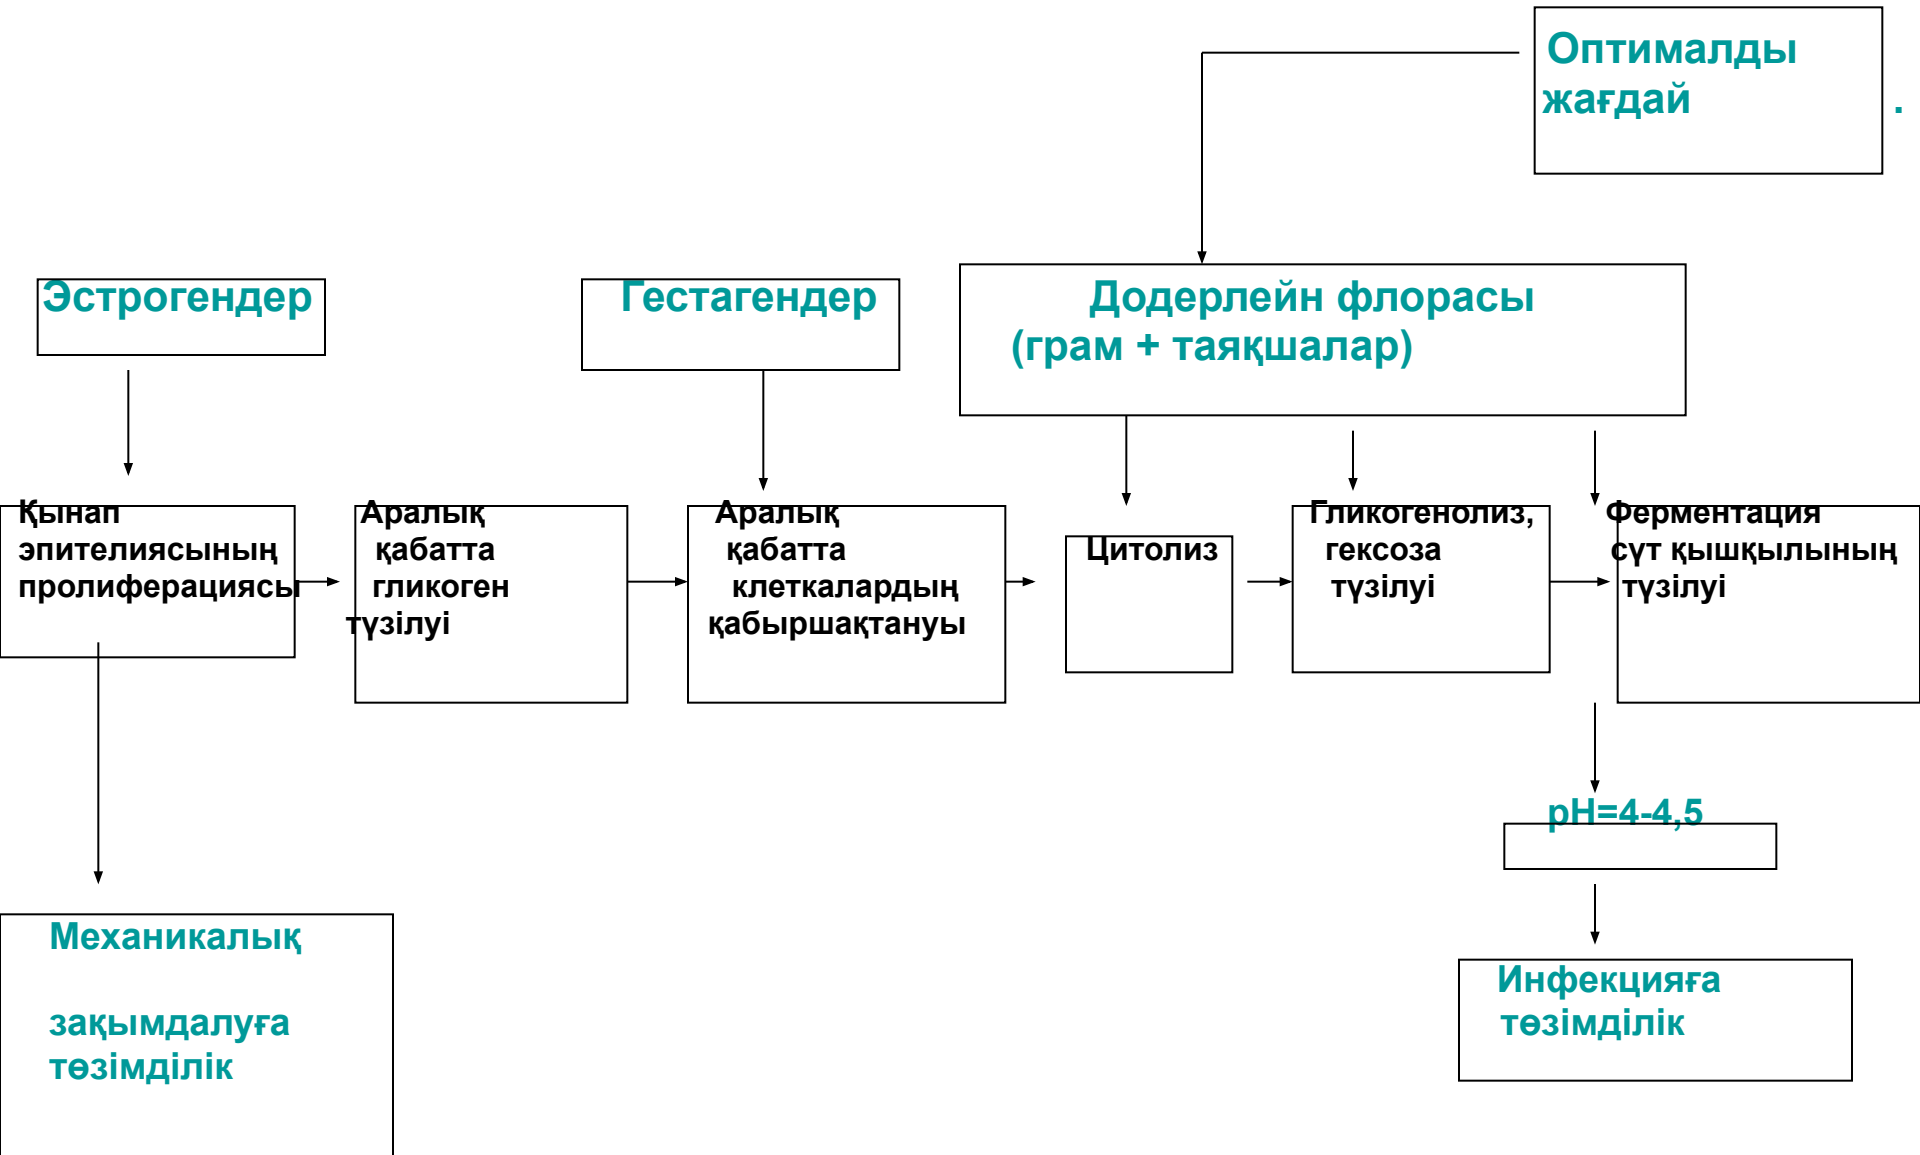 Оптималды
жағдай .
Эстрогендер
Гестагендер
Додерлейн флорасы
(грам + таяқшалар)
Қынап
эпителиясының
пролиферациясы
Аралық
қабатта
гликоген
түзілуі
Аралық
қабатта
клеткалардың
қабыршақтануы
Цитолиз
Гликогенолиз,
гексоза
түзілуі
Ферментация
сүт қышқылының
түзілуі
рН=4-4,5
Механикалық
зақымдалуға
төзімділік
Инфекцияға
төзімділік